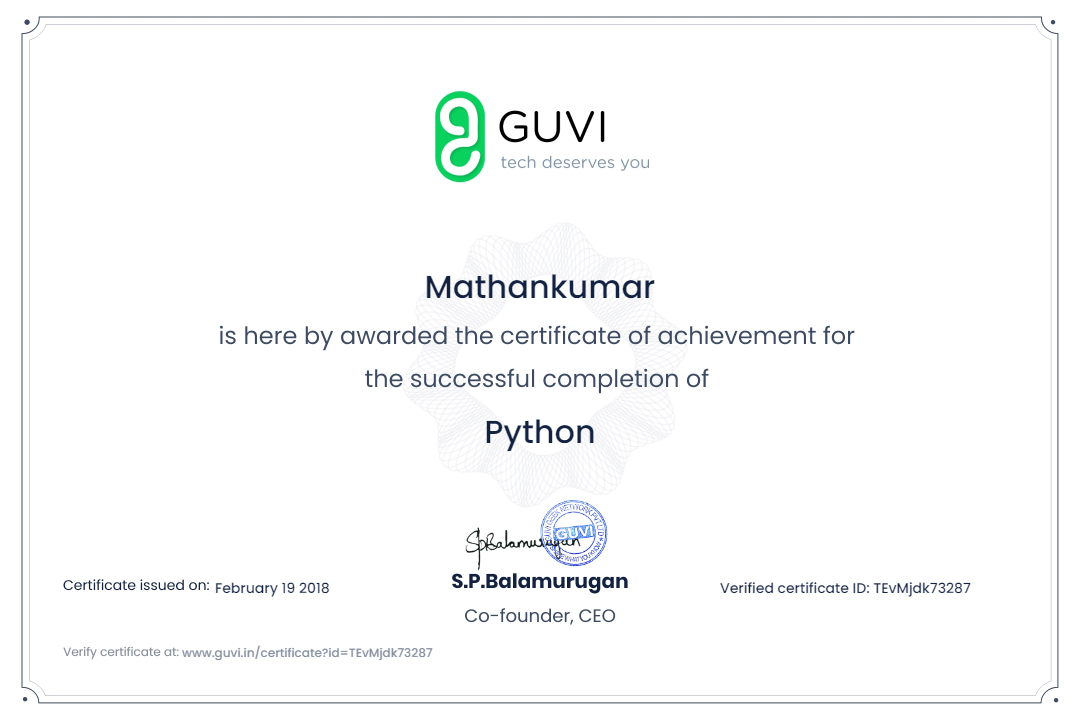 GUVI
tech deserves you
Mathankumar
is here by awarded the certificate of achievement for
the successful completion of
Python
S.P.Balamurugan
GUVI
S.P.Balamurugan
Co-founder, CEO
Certificate issued on: February 19 2018
Verified certificate ID: TEvMjdk73287
Verify certificate at: www.guvi.in/certificate?id=TEvMjdk73287